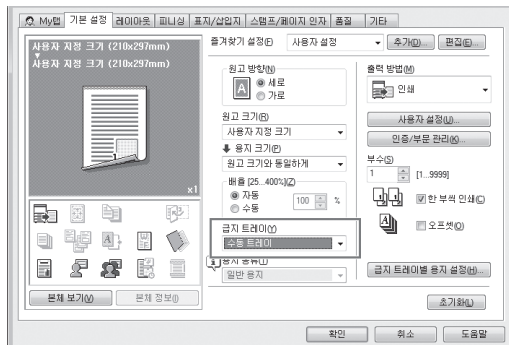 My탭 기본 설정 레이아웃 피니싱 표지/삽입지 스탬프/페이지 인자 품질 기타
사용자 지정 크기 (210x297mm)
사용자 지정 크기 (210x297mm)
1
x1
본체 보기(V) 본체 정보(I)
즐겨찾기 설정(F) 사용자 설정 추가(D)... 편집(E)...
원고 방향(N)
A
세로
가로
원고 크기(R)
사용자 지정 크기
용지 크기(P)
원고 크기와 동일하게
배율 [25...400%](Z)
자동
수동
100 %
급지 트레이(Y)
수동 트레이
용지 종류(T)
일반 용지
출력 방법(M)
인쇄
사용자 설정(U)...
인증/부문 관리(K)...
부수(S)
1 [1...9999]
한 부씩 인쇄(C)
오프셋(O)
급지 트레이별 용지 설정(H)...
초기화(L)
확인 취소 도움말